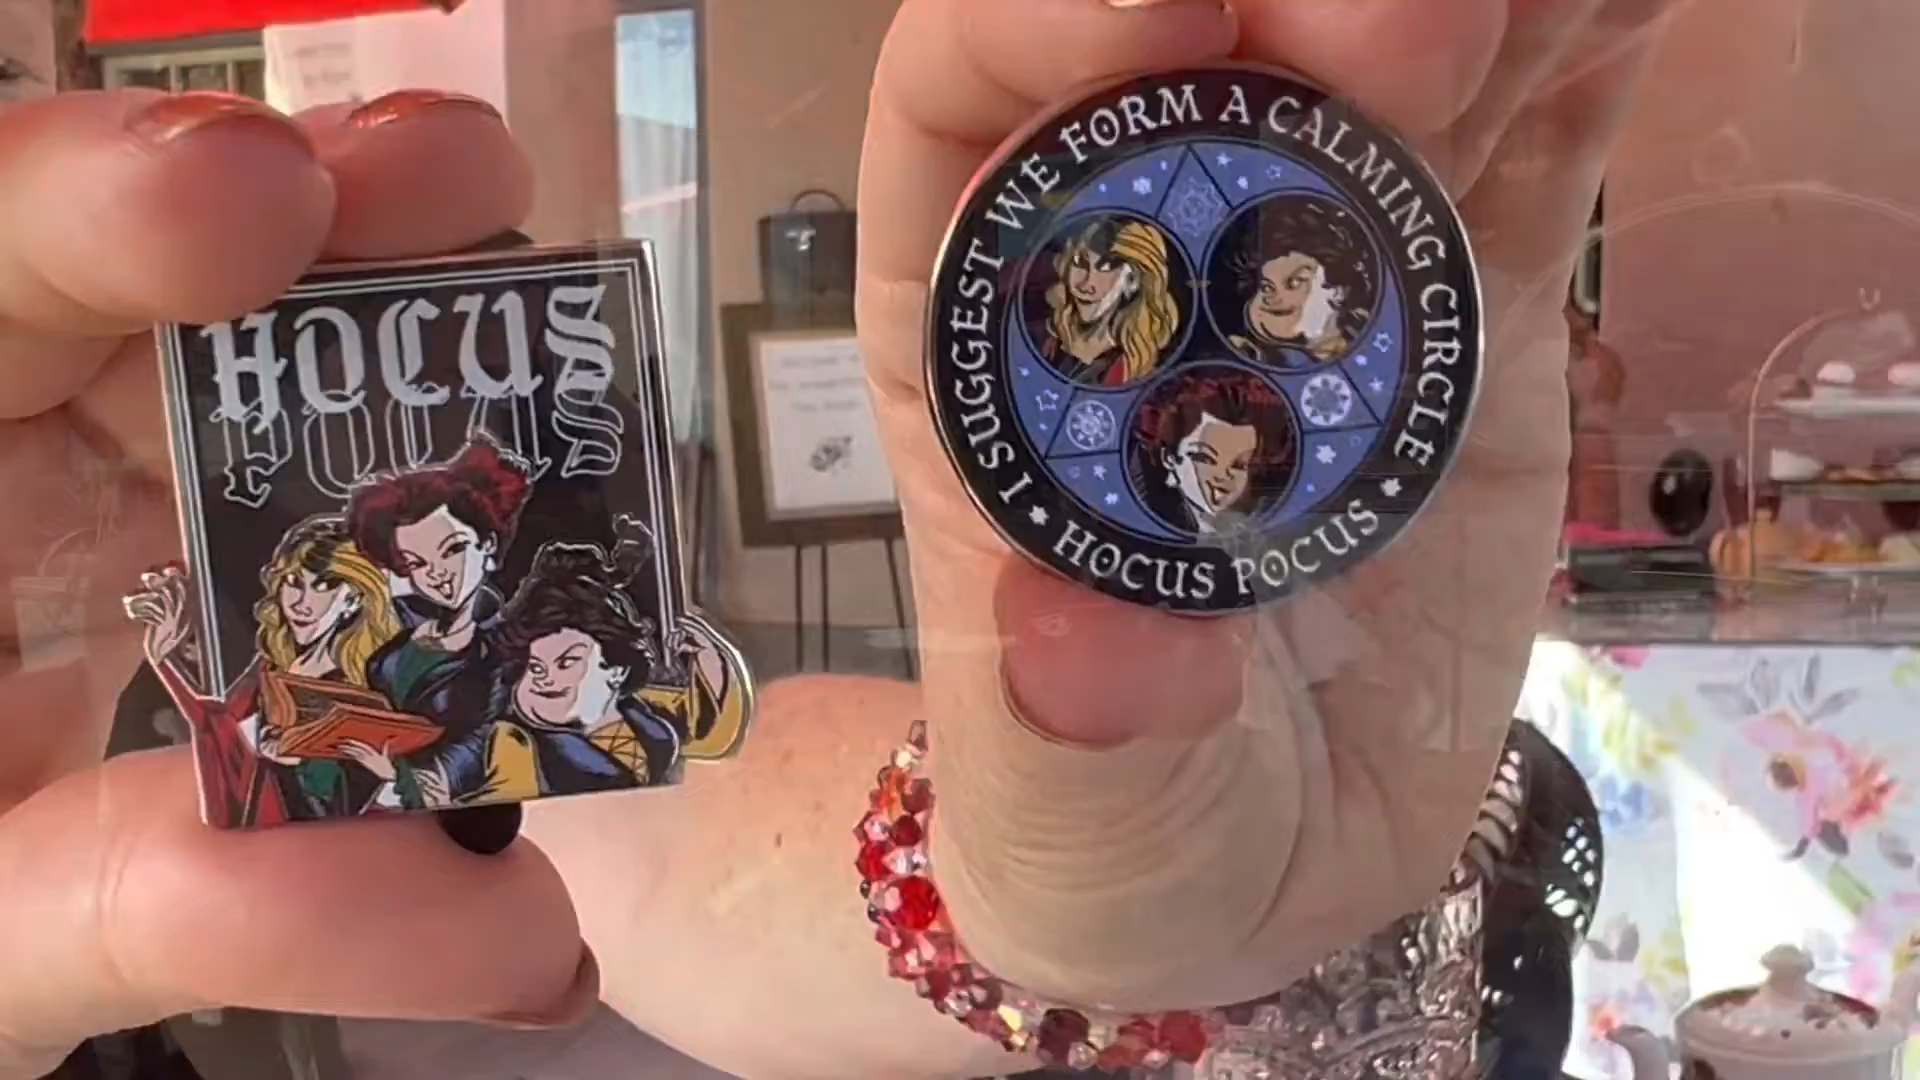 HOCUS
POCUS
I SUGGEST WE FORM A CALMING CIRCLE
HOCUS POCUS